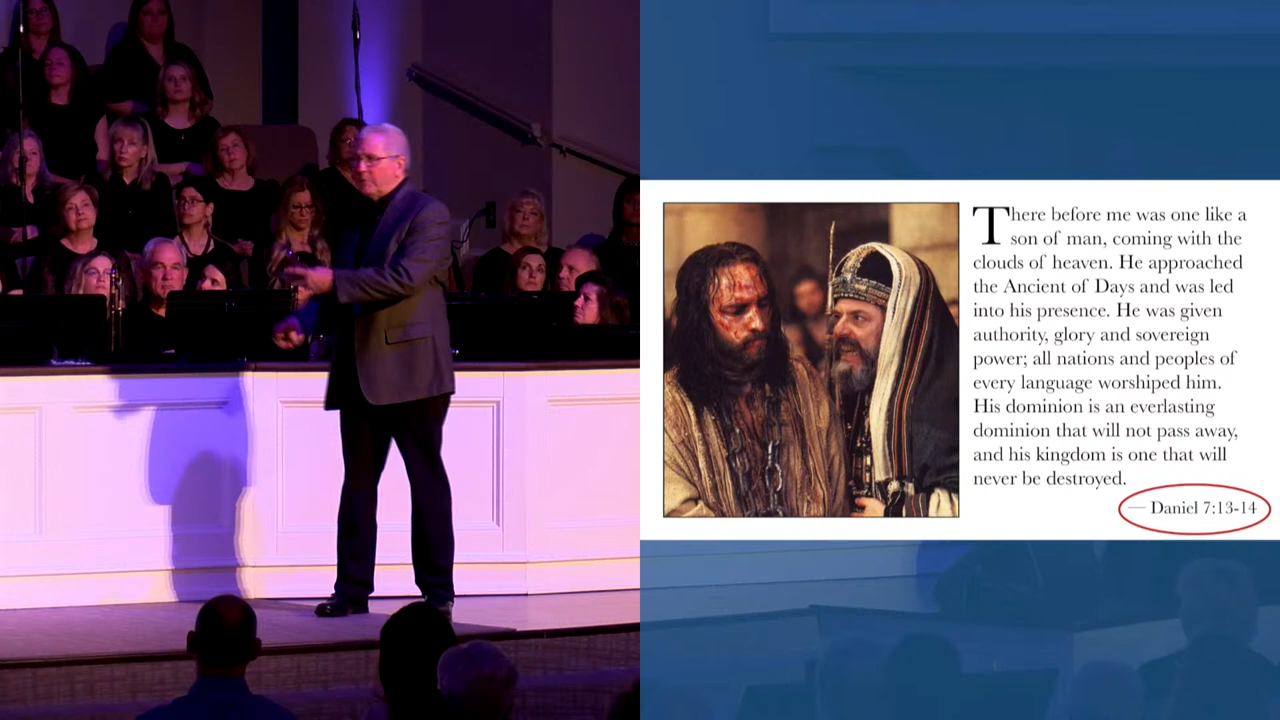 There before me was one like a
son of man, coming with the
clouds of heaven. He approached
the Ancient of Days and was led
into his presence. He was given
authority, glory and sovereign
power; all nations and peoples of
every language worshiped him.
His dominion is an everlasting
dominion that will not pass away,
and his kingdom is one that will
never be destroyed.
— Daniel 7:13-14